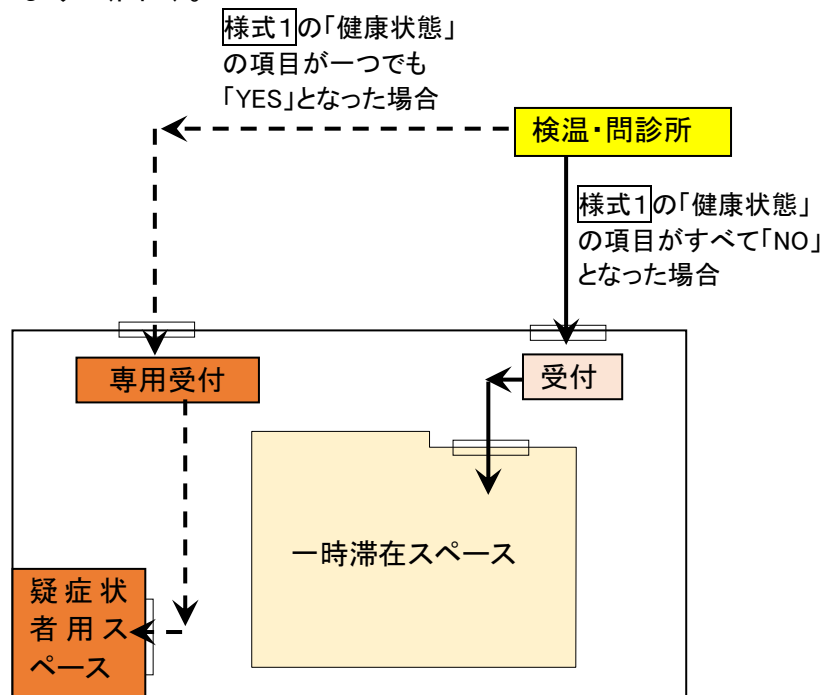 様式1の「健康状態」
の項目が一つでも
「YES」となった場合
検温・問診所
様式1の「健康状態」
の項目がすべて「NO」
となった場合
専用受付
受付
一時滞在スペース
疑症状
者用ス
ペース